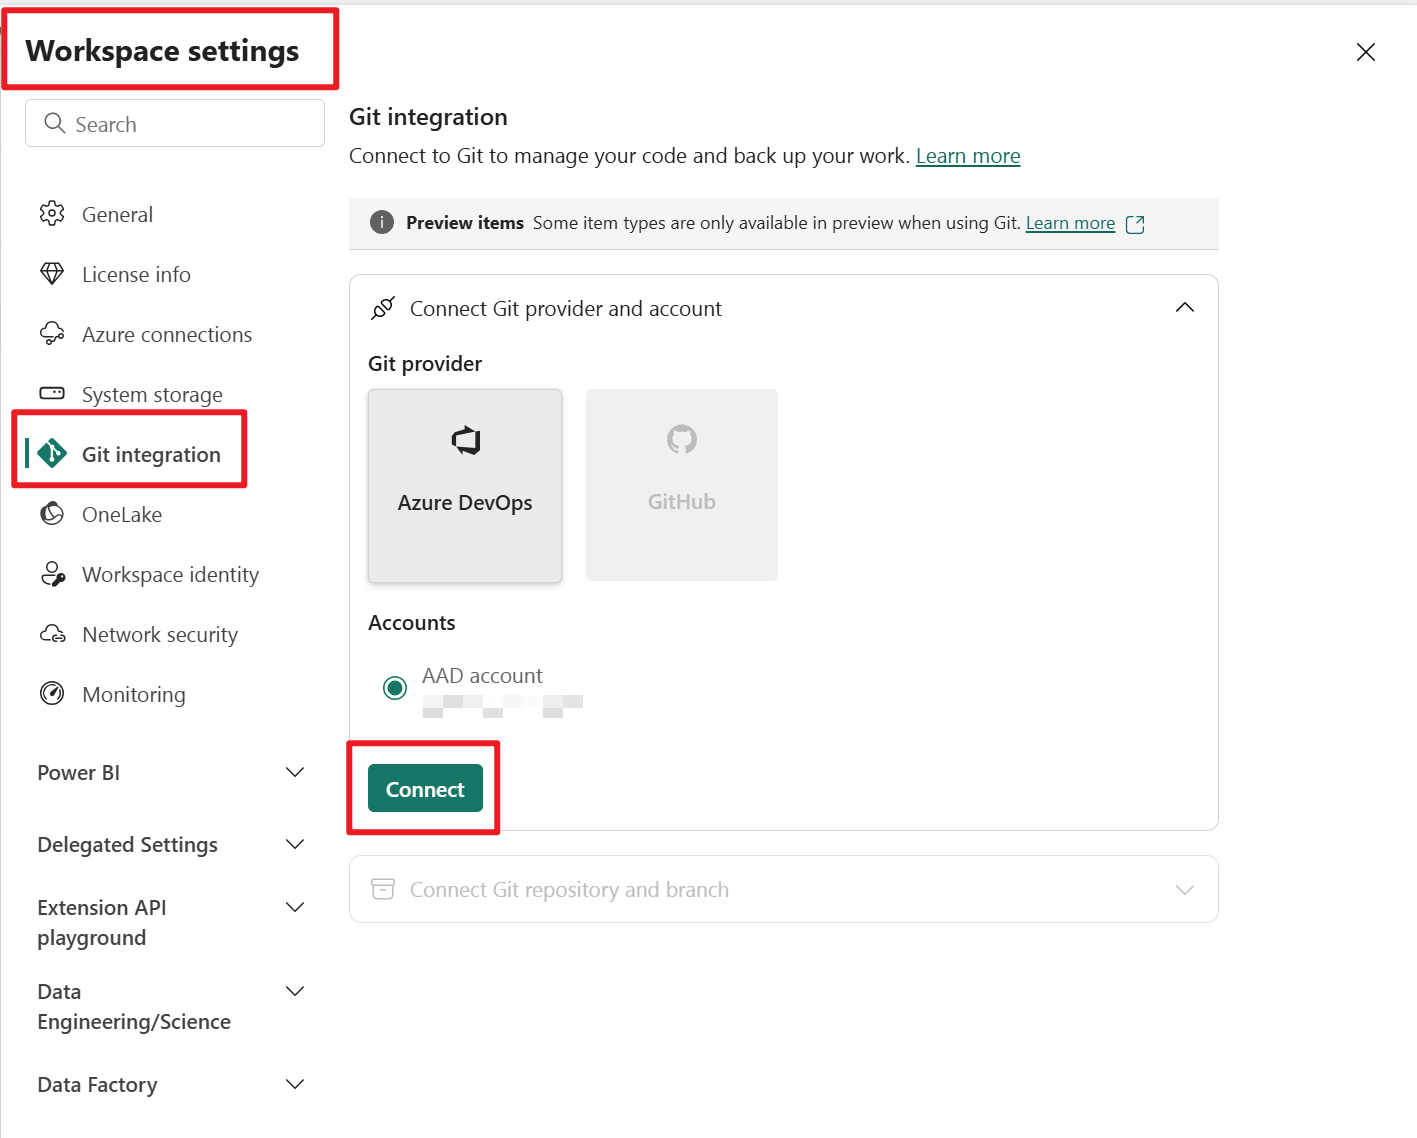 Workspace settings
Search
General
License info
Azure connections
System storage
Git integration
OneLake
Workspace identity
Network security
Monitoring
Power BI
Delegated Settings
Extension API
playground
Data
Engineering/Science
Data Factory
Git integration
Connect to Git to manage your code and back up your work. Learn more
Preview items Some item types are only available in preview when using Git. Learn more
Connect Git provider and account
Git provider
Azure DevOps
GitHub
Accounts
AAD account
Connect
Connect Git repository and branch